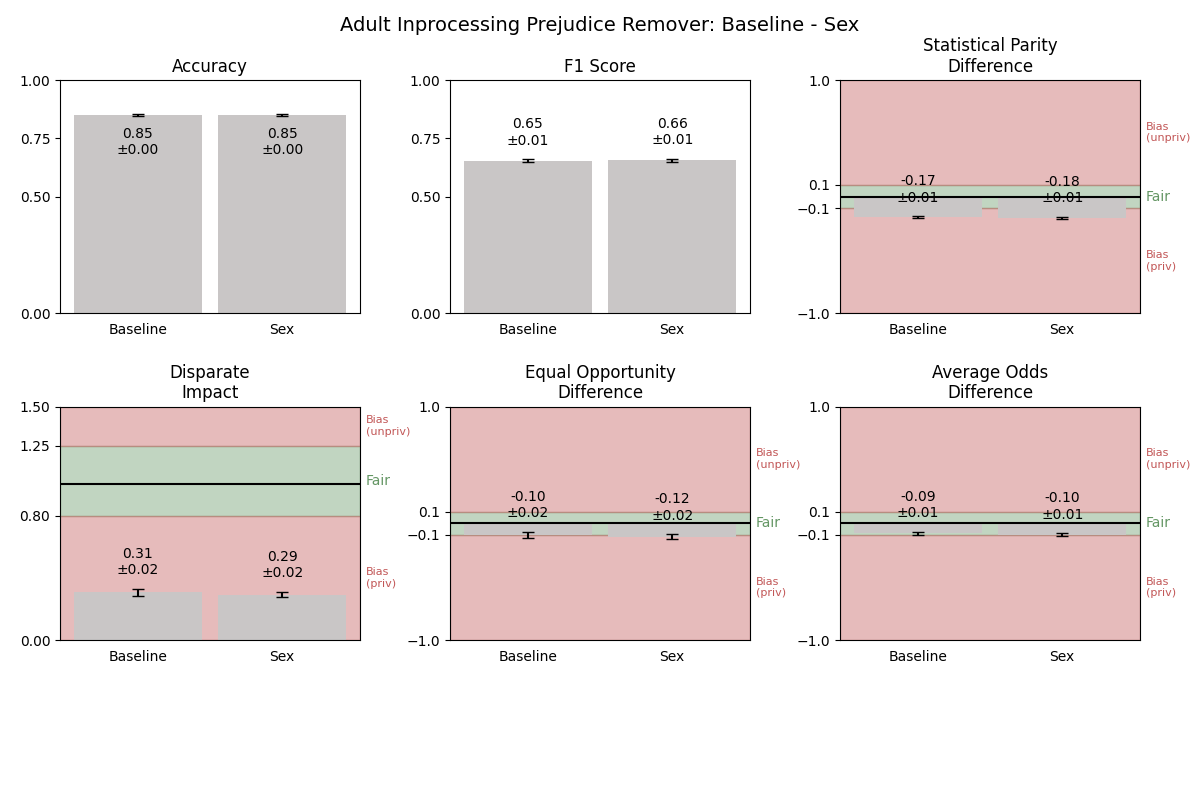 Adult Inprocessing Prejudice Remover: Baseline - Sex
Accuracy
1.00
0.75
0.50
0.00
0.85
±0.00
0.85
±0.00
Baseline
Sex
F1 Score
1.00
0.75
0.50
0.00
0.65
±0.01
0.66
±0.01
Baseline
Sex
Statistical Parity
Difference
1.0
0.1
−0.1
−1.0
-0.17
±0.01
-0.18
±0.01
Bias
(unpriv)
Fair
Bias
(priv)
Baseline
Sex
Disparate
Impact
1.50
1.25
0.80
0.00
0.31
±0.02
0.29
±0.02
Bias
(unpriv)
Fair
Bias
(priv)
Baseline
Sex
Equal Opportunity
Difference
1.0
0.1
−0.1
−1.0
-0.10
±0.02
-0.12
±0.02
Bias
(unpriv)
Fair
Bias
(priv)
Baseline
Sex
Average Odds
Difference
1.0
0.1
−0.1
−1.0
-0.09
±0.01
-0.10
±0.01
Bias
(unpriv)
Fair
Bias
(priv)
Baseline
Sex